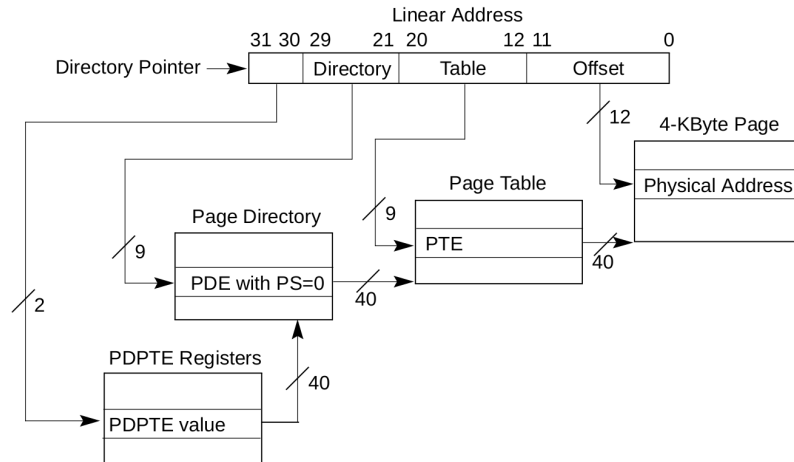 Linear Address
31 30 29 21 20 12 11 0
Directory Pointer
Directory Table Offset
12
4-KByte Page
Physical Address
Page Table
9
PTE
40
Page Directory
9
PDE with PS=0
40
2
PDPTE Registers
40
PDPTE value